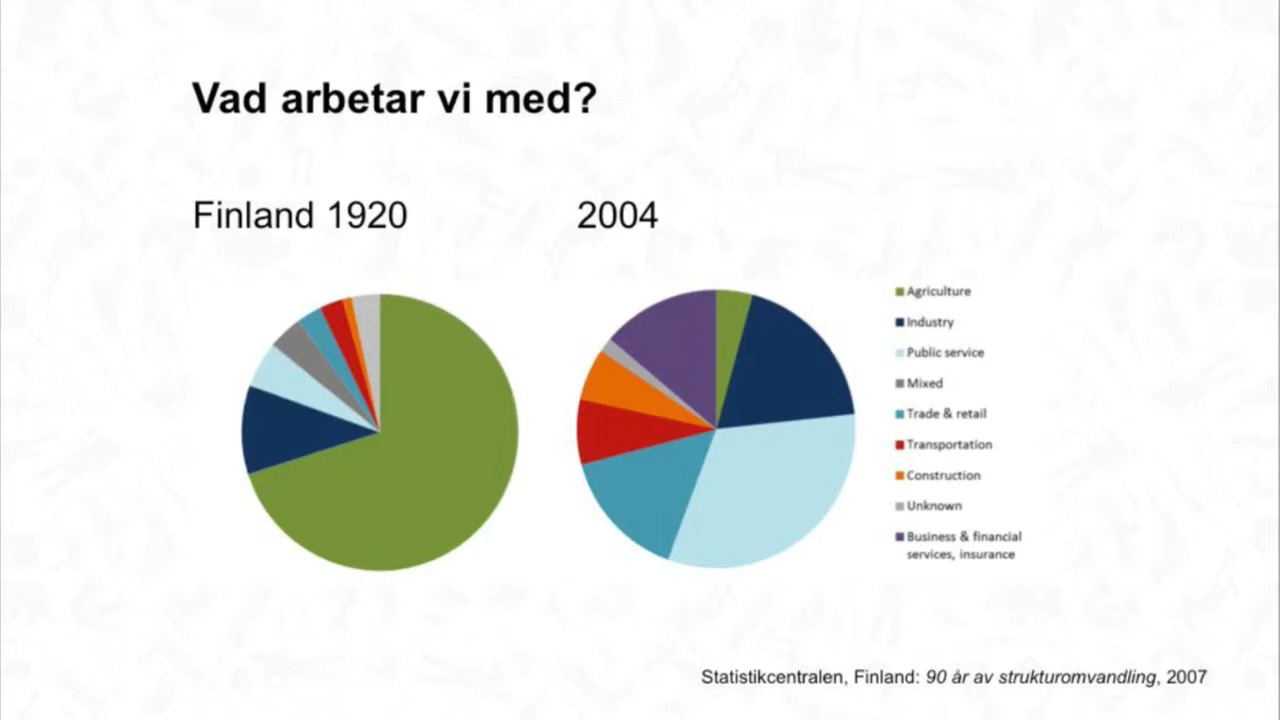 Vad arbetar vi med?
Finland 1920
2004
Agriculture
Industry
Public service
Mixed
Trade & retail
Transportation
Construction
Unknown
Business & financial
services, insurance
Statistikcentralen, Finland: 90 år av strukturomvandling, 2007